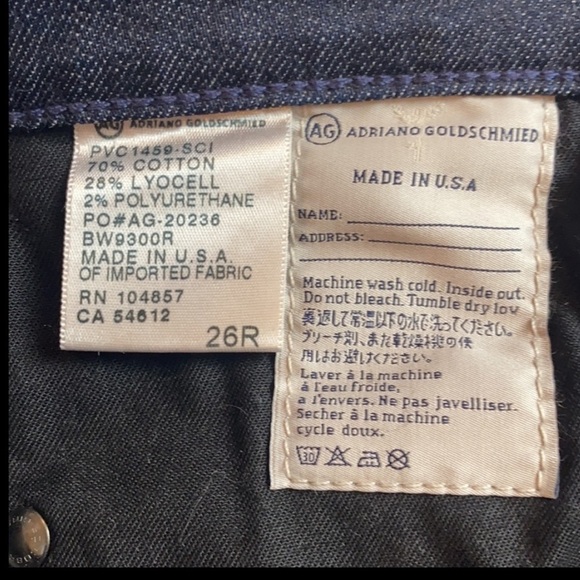 AG ADRIANO GOLDSCHMIED
PVC1459-SCI
70% COTTON
28% LYOCELL
2% POLYURETHANE
PO#AG-20236
BW9300R
MADE IN U.S.A.
OF IMPORTED FABRIC
RN 104857
CA 54612
26R
AG ADRIANO GOLDSCHMIED
MADE IN U.S.A
NAME:
ADDRESS:
Machine wash cold. Inside out.
Do not bleach. Tumble dry low
裏返して常温以下の水で洗ってください。
ブリーチ剤、また乾燥機の使
用はお避けください。
Laver à la machine
à l'eau froide,
a l'envers. Ne pas javelliser.
Secher à la machine
cycle doux.
30